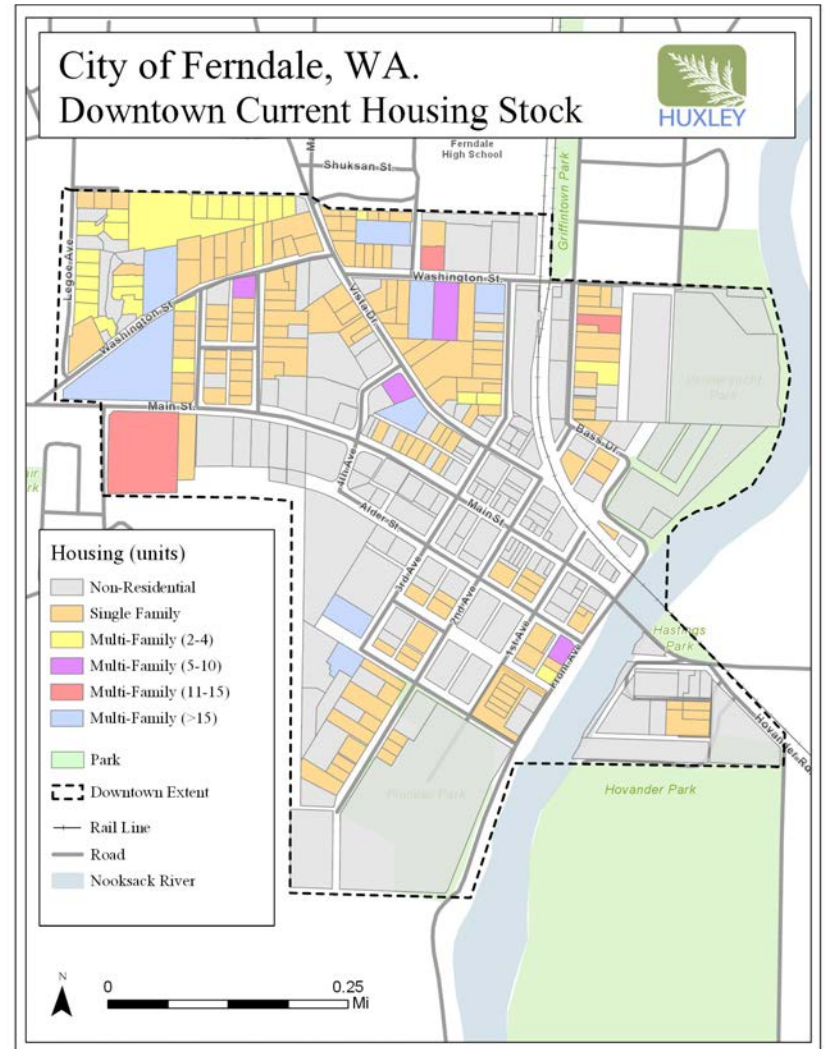 City of Ferndale, WA.
Downtown Current Housing Stock
HUXLEY
Ferndale
High School
Shuksan St.
Griffintown Park
Legoe Ave
Washington St.
Washington St
Vista Dr
Main St.
4th Ave
Alder St
Main St
Bass Dr
3rd Ave
2nd Ave
1st Ave
Front Ave
Hastings
Park
Hovander Rd
Hovander Park
Park
Housing (units)
Non-Residential
Single Family
Multi-Family (2-4)
Multi-Family (5-10)
Multi-Family (11-15)
Multi-Family (>15)
Park
Downtown Extent
Rail Line
Road
Nooksack River
N
0
0.25
Mi